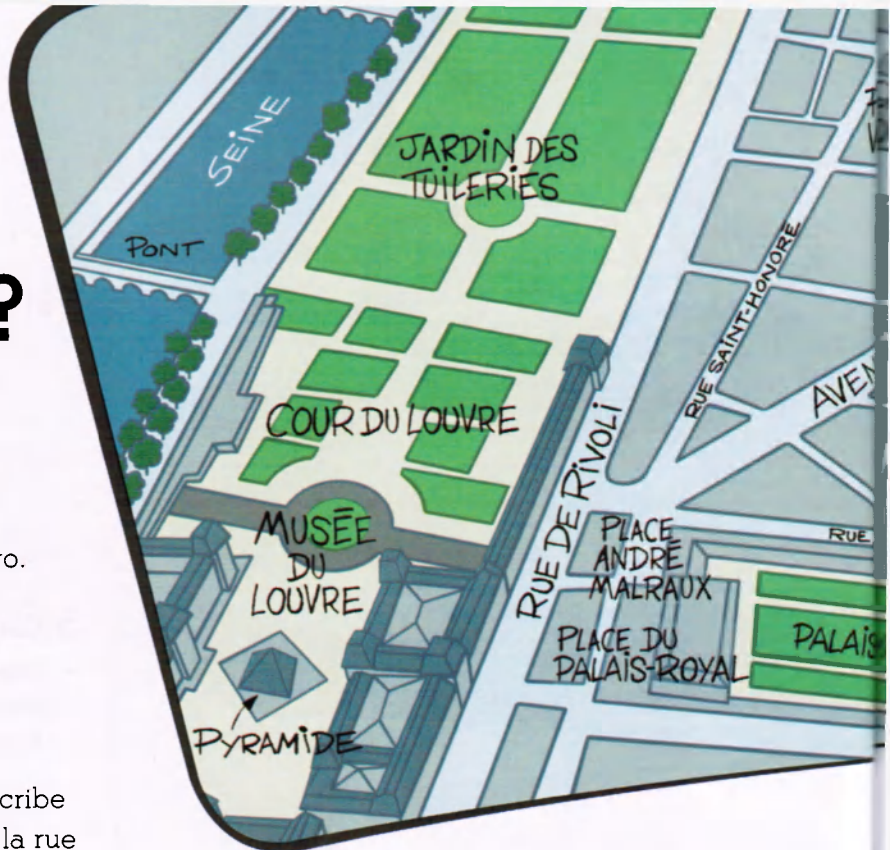 SEINE
JARDIN DES
TUILERIES
PONT
?
RUE SAINT-HONORÉ
AVEN
COUR DU LOUVRE
RUE DE RIVOLI
MUSÉE
DU
LOUVRE
PLACE
ANDRÉ
MALRAUX
RUE
o.
PLACE DU
PALAIS-ROYAL
PALAIS
PYRAMIDE
cribe
la rue